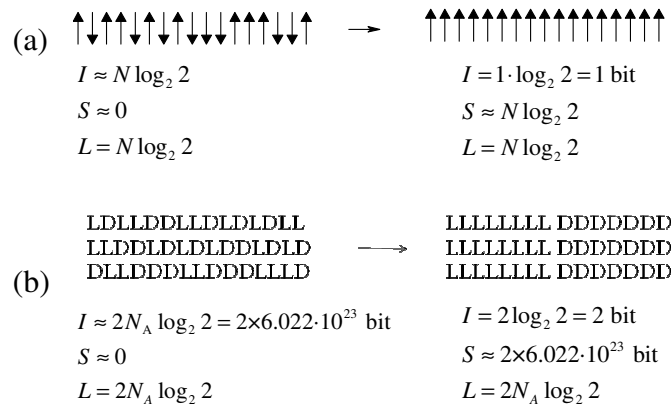 (a)
I ≈ N log₂ 2
S ≈ 0
L = N log₂ 2
I = 1·log₂ 2 = 1 bit
S ≈ N log₂ 2
L = N log₂ 2
(b)
LDLLDDLLDLDLDLL
LLDDLDLDLDDLDLD
DLLDDDLLDDDLLLD
I ≈ 2N_A log₂ 2 = 2×6.022·10²³ bit
S ≈ 0
L = 2N_A log₂ 2
LLLLLLLL DDDDDDD
LLLLLLLL DDDDDDD
LLLLLLLL DDDDDDD
I = 2 log₂ 2 = 2 bit
S ≈ 2×6.022·10²³ bit
L = 2N_A log₂ 2